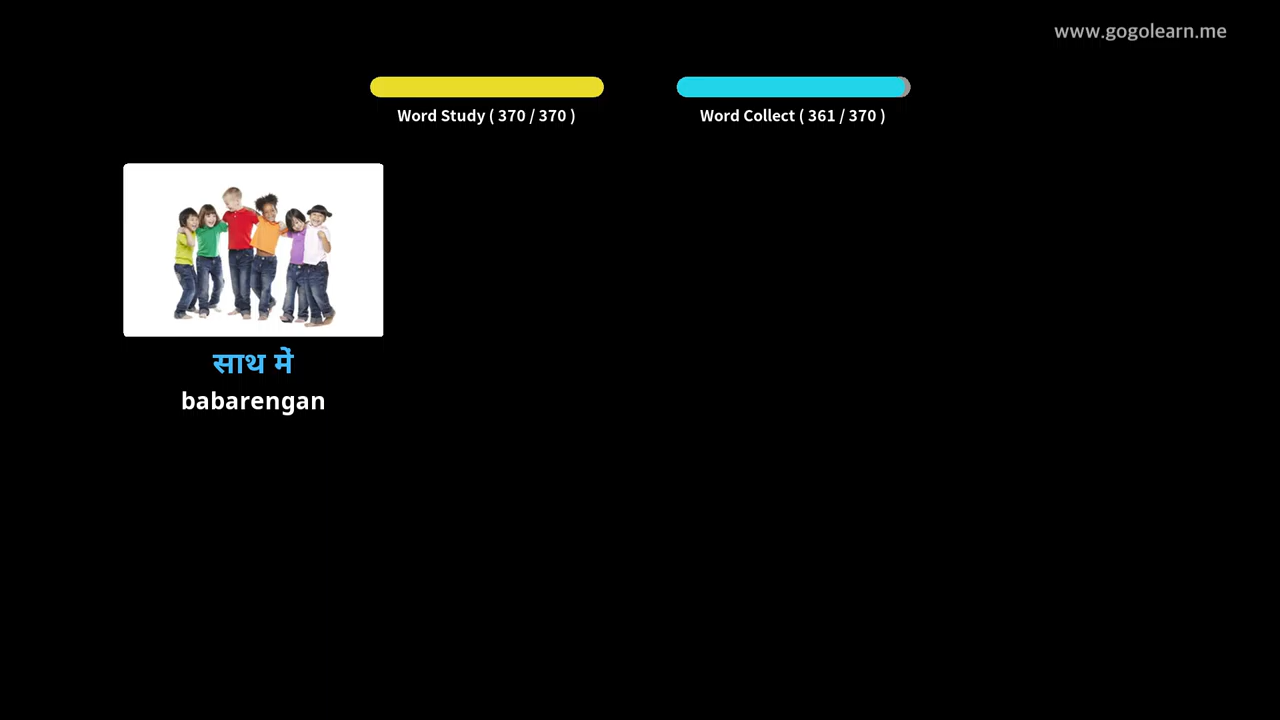 www.gogolearn.me
Word Study ( 370 / 370 )
Word Collect ( 361 / 370 )
साथ में
babarengan